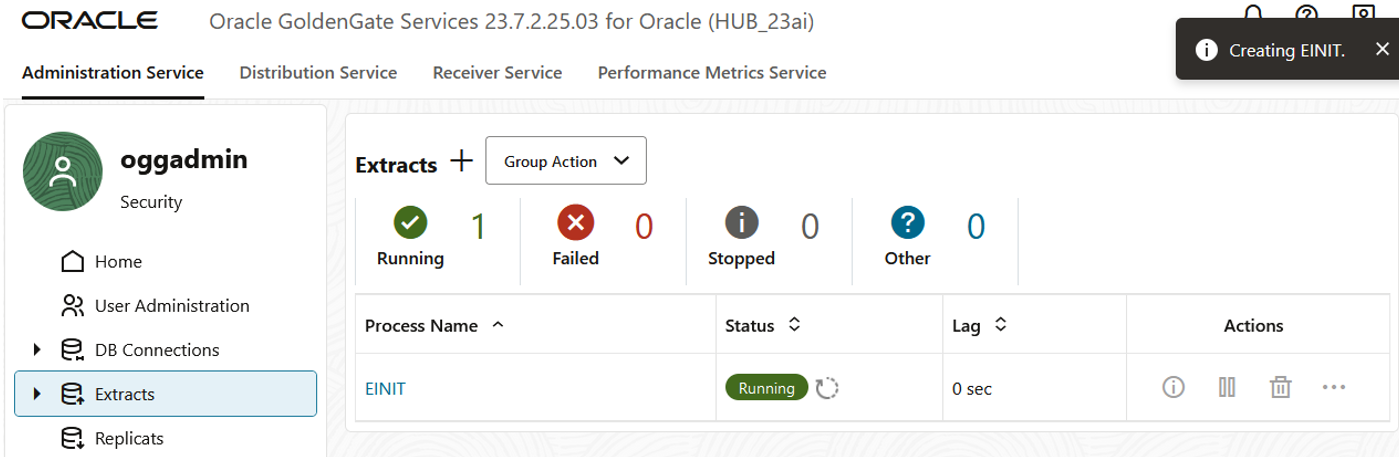 ORACLE Oracle GoldenGate Services 23.7.2.25.03 for Oracle (HUB_23ai)
Creating EINIT.
Administration Service Distribution Service Receiver Service Performance Metrics Service
oggadmin
Security
Home
User Administration
DB Connections
Extracts
Replicats
Extracts Group Action
1 0 0 0
Running Failed Stopped Other
Process Name Status Lag Actions
EINIT Running 0 sec